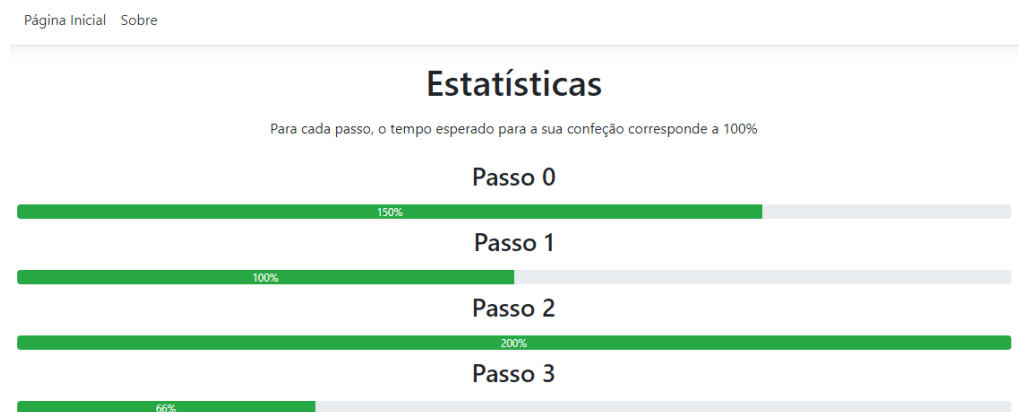 Página Inicial Sobre
Estatísticas
Para cada passo, o tempo esperado para a sua confeção corresponde a 100%
Passo 0
150%
Passo 1
100%
Passo 2
200%
Passo 3
66%